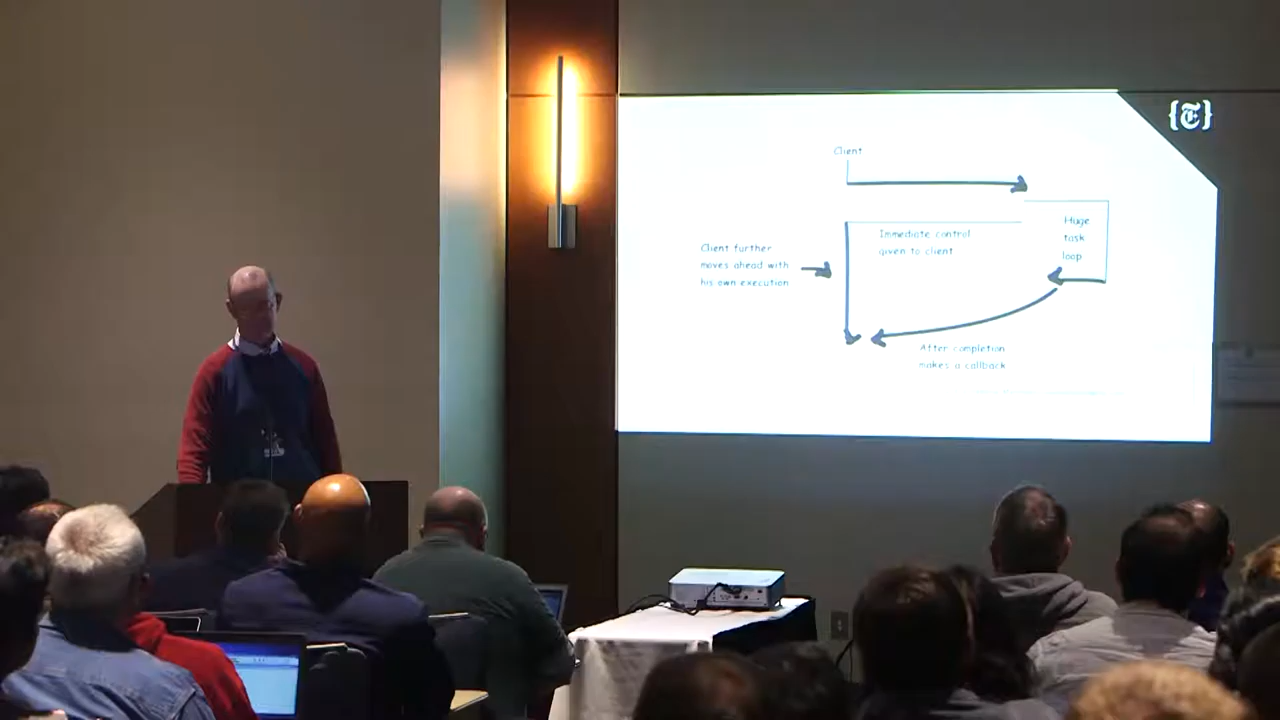 {T}
Client
Huge
task
loop
Immediate control
given to client
Client further
moves ahead with
his own execution
After completion
makes a callback